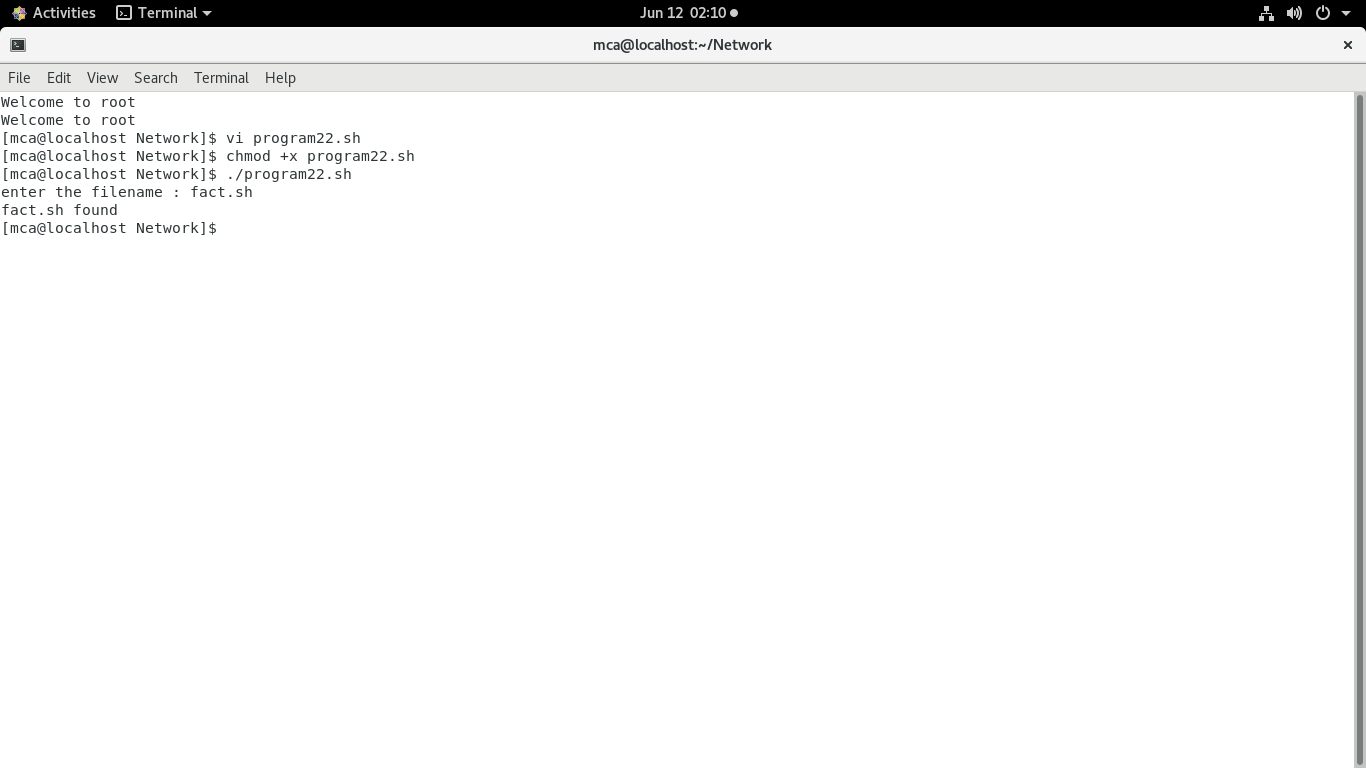 Activities Terminal Jun 12 02:10
mca@localhost:~/Network
File Edit View Search Terminal Help
Welcome to root
Welcome to root
[mca@localhost Network]$ vi program22.sh
[mca@localhost Network]$ chmod +x program22.sh
[mca@localhost Network]$ ./program22.sh
enter the filename : fact.sh
fact.sh found
[mca@localhost Network]$